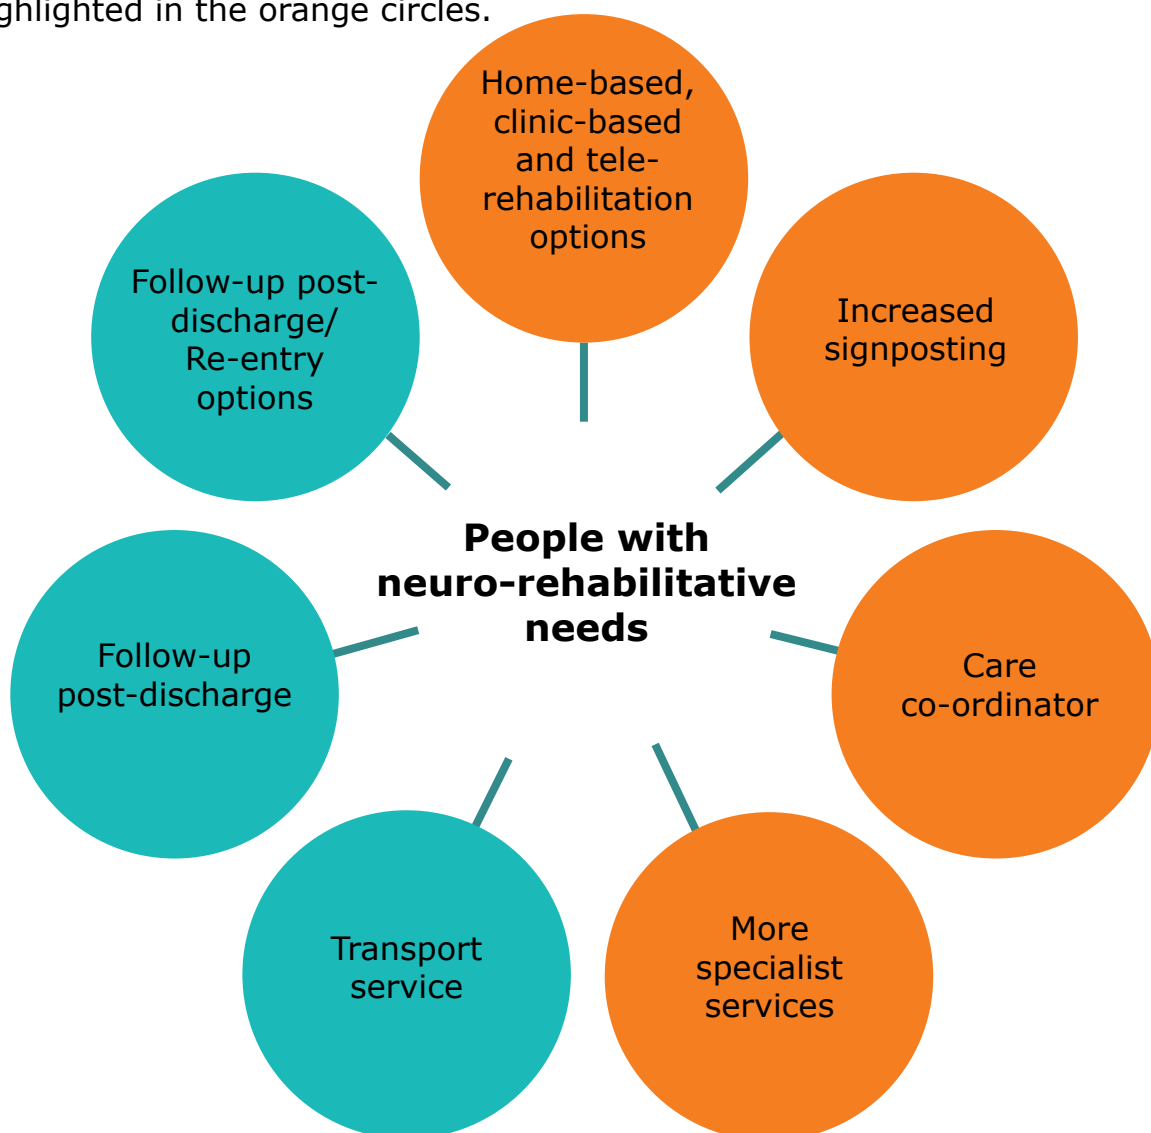 ghlighted in the orange circles.
Home-based,
clinic-based
and tele-
rehabilitation
options
Increased
signposting
Care
co-ordinator
More
specialist
services
Transport
service
Follow-up
post-discharge
Follow-up post-
discharge/
Re-entry
options
People with
neuro-rehabilitative
needs